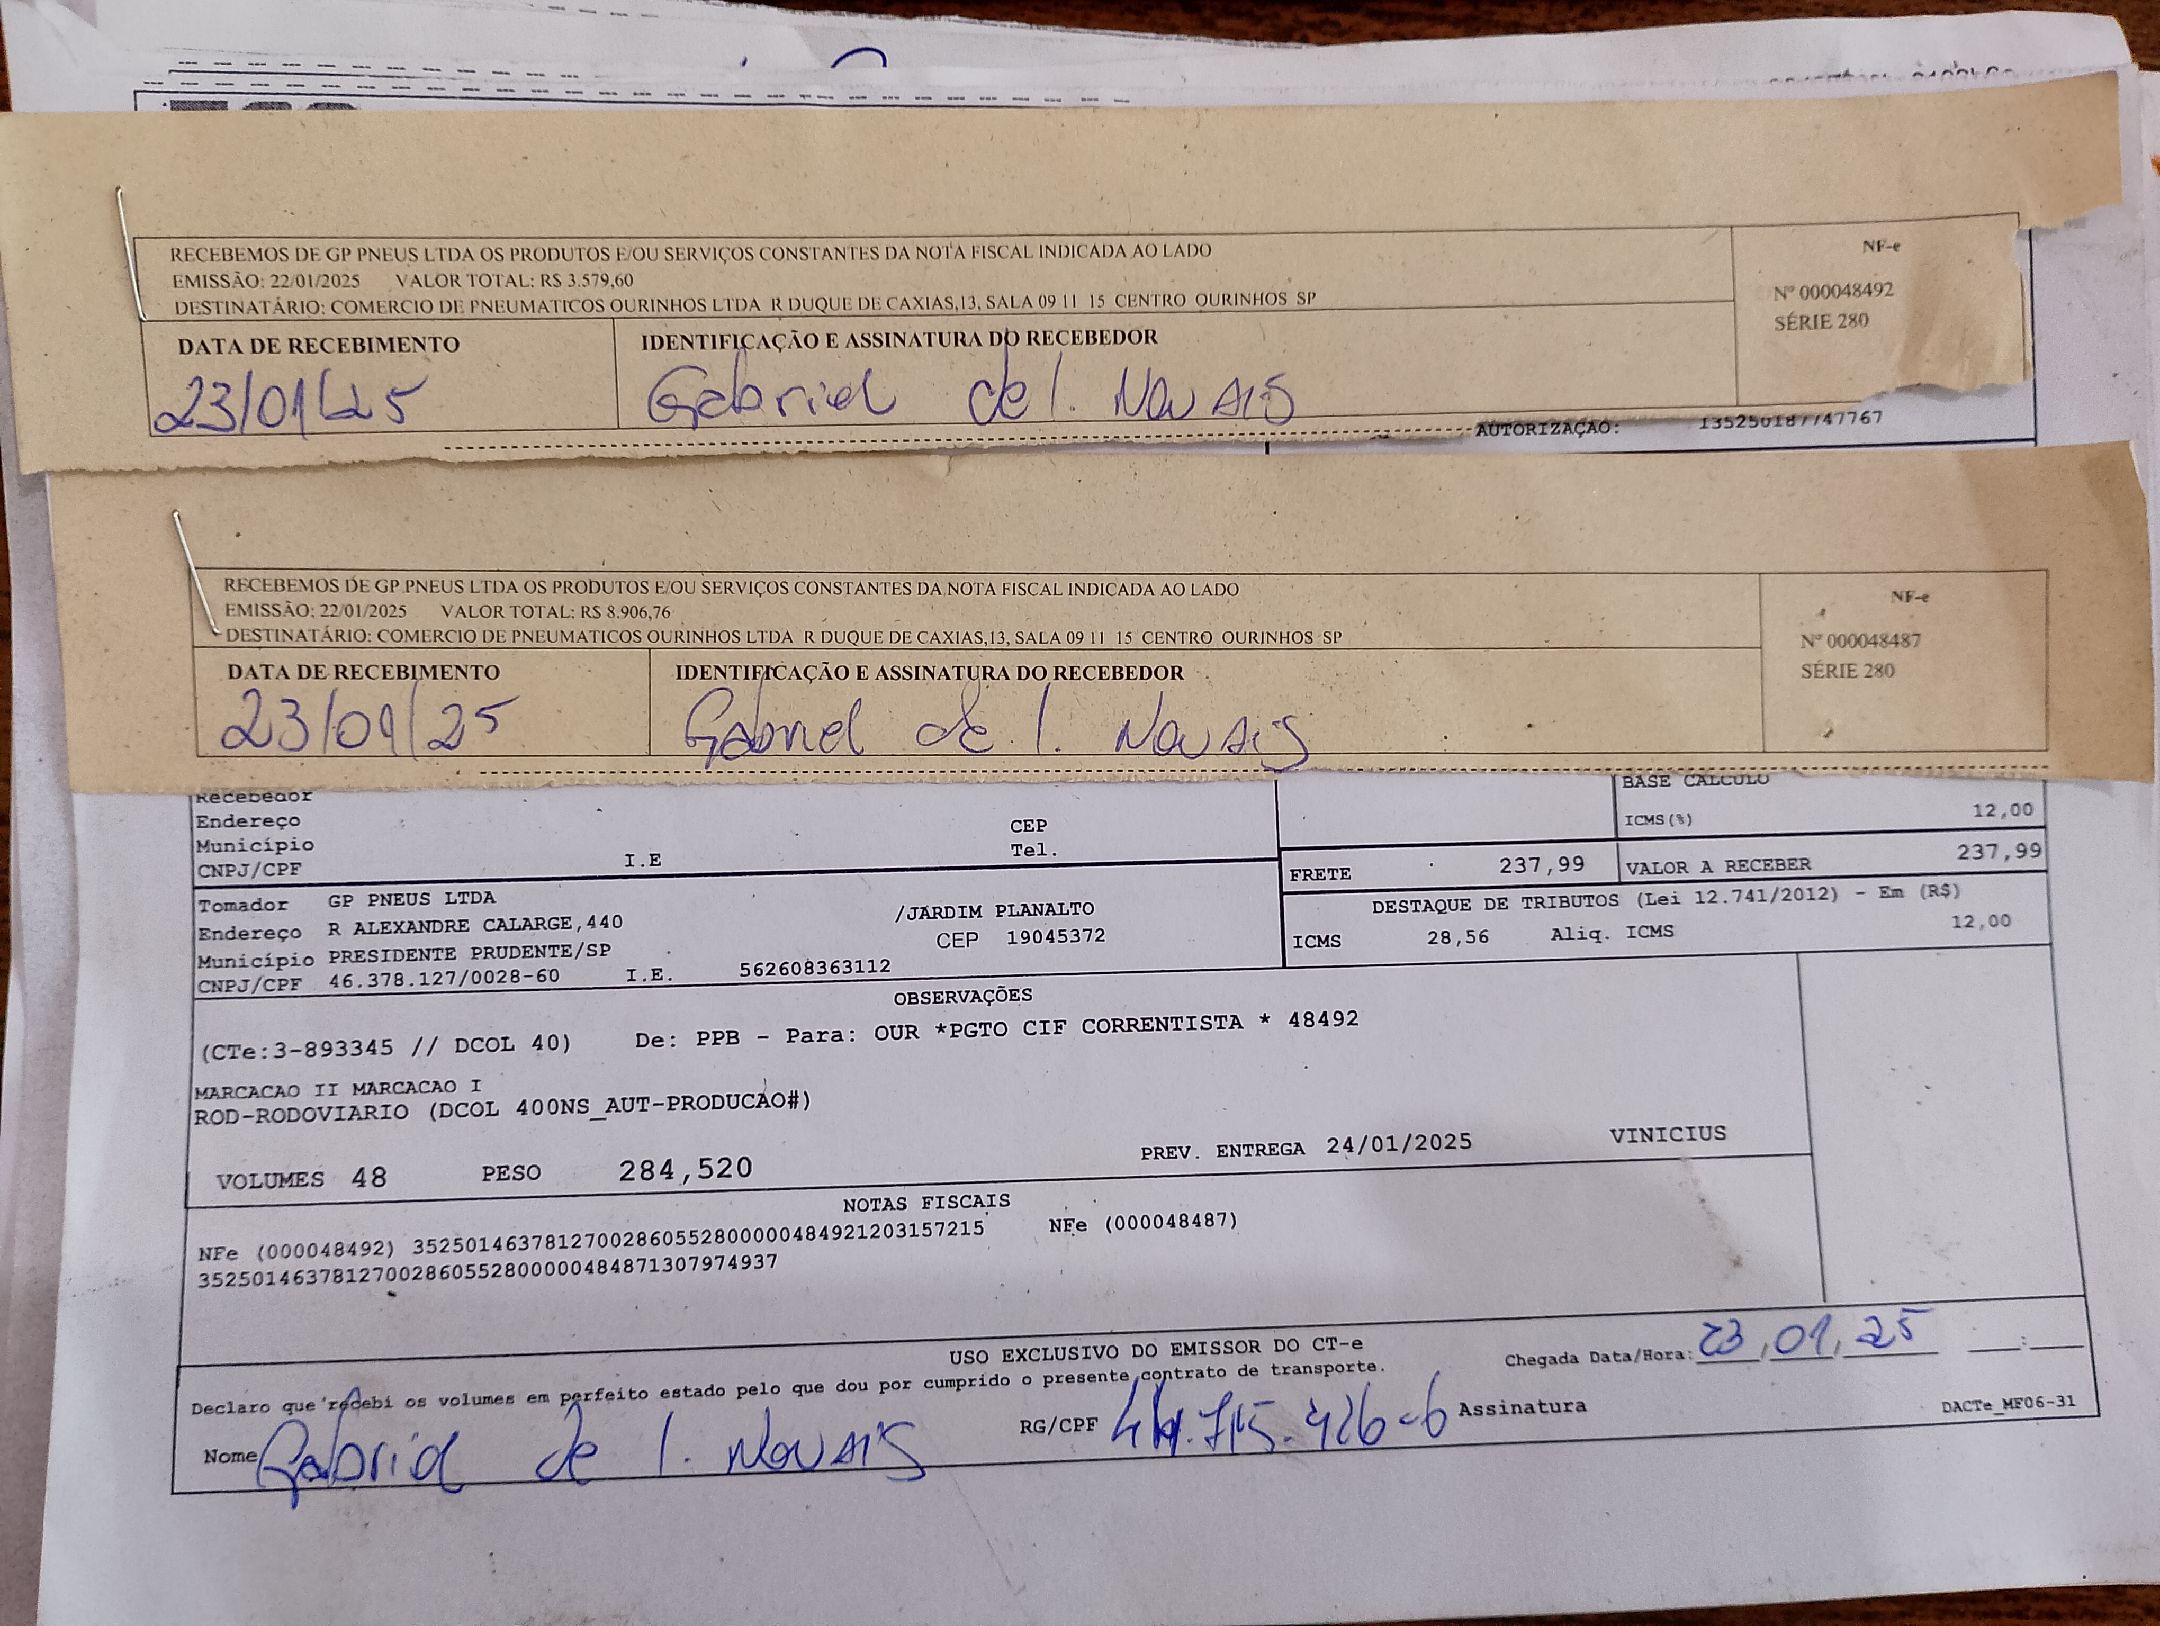 RECEBEMOS DE GP PNEUS LTDA OS PRODUTOS E/OU SERVIÇOS CONSTANTES DA NOTA FISCAL INDICADA AO LADO
EMISSÃO: 22/01/2025 VALOR TOTAL: R$ 3.579,60
DESTINATÁRIO: COMERCIO DE PNEUMATICOS OURINHOS LTDA R DUQUE DE CAXIAS,13, SALA 09 11 15 CENTRO OURINHOS SP
NF-e
Nº 000048492
SÉRIE 280
DATA DE RECEBIMENTO IDENTIFICAÇÃO E ASSINATURA DO RECEBEDOR
23/01/25 Gabriel de l. Novais
AUTORIZAÇÃO: 135250187747767
RECEBEMOS DE GP PNEUS LTDA OS PRODUTOS E/OU SERVIÇOS CONSTANTES DA NOTA FISCAL INDICADA AO LADO
EMISSÃO: 22/01/2025 VALOR TOTAL: R$ 8.906,76
DESTINATÁRIO: COMERCIO DE PNEUMATICOS OURINHOS LTDA R DUQUE DE CAXIAS,13, SALA 09 11 15 CENTRO OURINHOS SP
NF-e
Nº 000048487
SÉRIE 280
DATA DE RECEBIMENTO IDENTIFICAÇÃO E ASSINATURA DO RECEBEDOR
23/01/25 Gabriel de l. Novais
Recebedor
Endereço CEP
Município Tel.
CNPJ/CPF I.E
BASE CALCULO
ICMS(%) 12,00
FRETE 237,99 VALOR A RECEBER 237,99
Tomador GP PNEUS LTDA
Endereço R ALEXANDRE CALARGE,440 /JARDIM PLANALTO
Município PRESIDENTE PRUDENTE/SP CEP 19045372
CNPJ/CPF 46.378.127/0028-60 I.E. 562608363112
DESTAQUE DE TRIBUTOS (Lei 12.741/2012) - Em (R$)
ICMS 28,56 Aliq. ICMS 12,00
OBSERVAÇÕES
(CTe:3-893345 // DCOL 40) De: PPB - Para: OUR *PGTO CIF CORRENTISTA * 48492
MARCACAO II MARCACAO I
ROD-RODOVIARIO (DCOL 400NS_AUT-PRODUCAO#)
VOLUMES 48 PESO 284,520 PREV. ENTREGA 24/01/2025 VINICIUS
NOTAS FISCAIS
NFe (000048492) 35250146378127002860552800000484921203157215 NFe (000048487)
35250146378127002860552800000484871307974937
USO EXCLUSIVO DO EMISSOR DO CT-e
Declaro que recebi os volumes em perfeito estado pelo que dou por cumprido o presente contrato de transporte.
Chegada Data/Hora: 23,01,25 :
Nome Gabriel de l. Novais RG/CPF Assinatura
DACTe_MF06-31